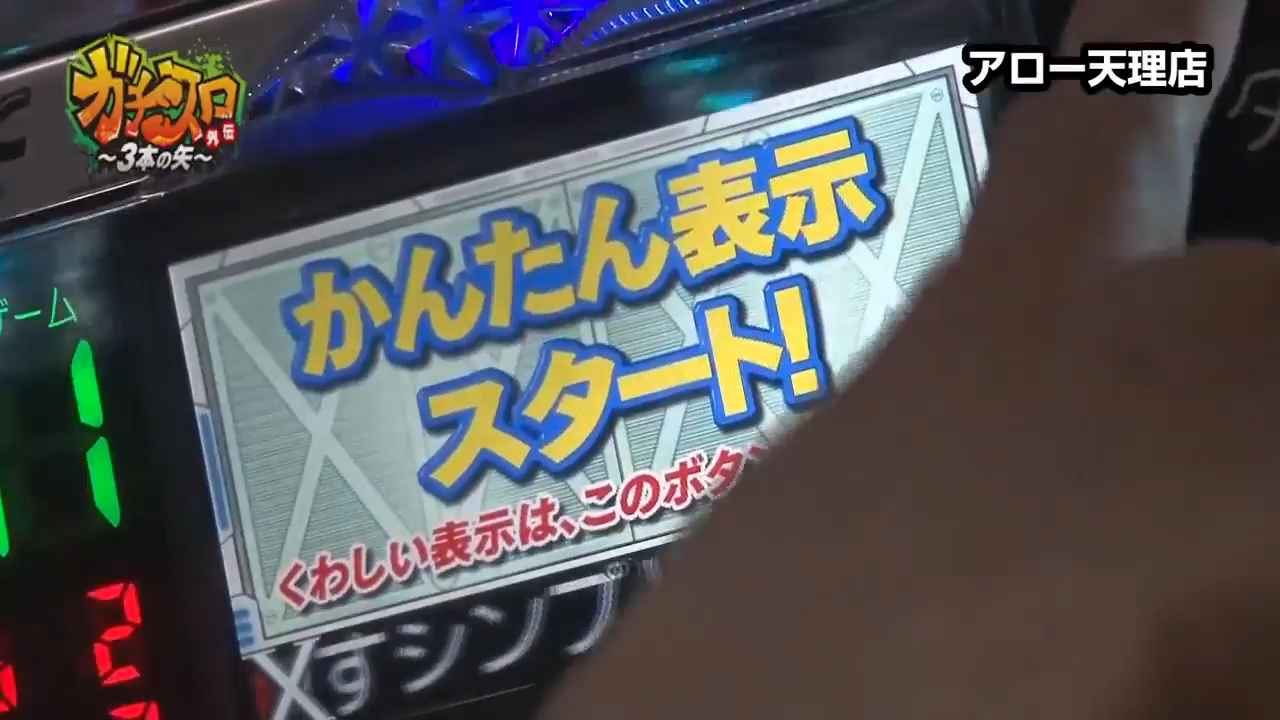 ガチスロ
外伝
～3本の矢～
アロー天理店
かんたん表示
スタート!
くわしい表示は、このボタ
ゲーム
1
2
すシンプ